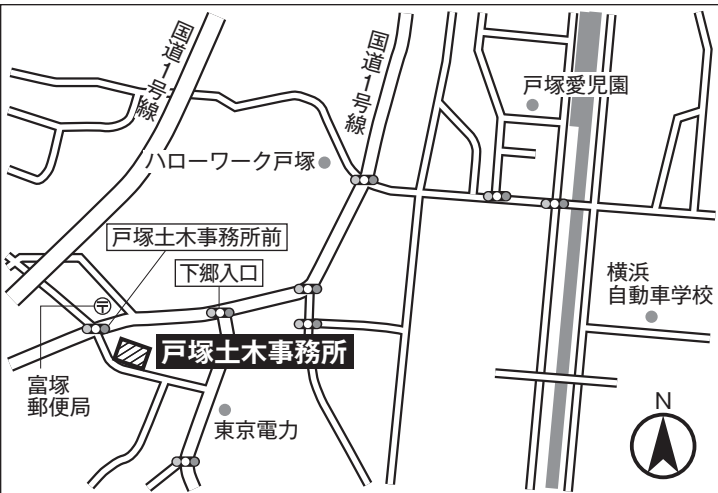 国道1号線
国道1号線
戸塚愛児園
ハローワーク戸塚
戸塚土木事務所前
下郷入口
横浜
自動車学校
〒
戸塚土木事務所
富塚
郵便局
東京電力
N